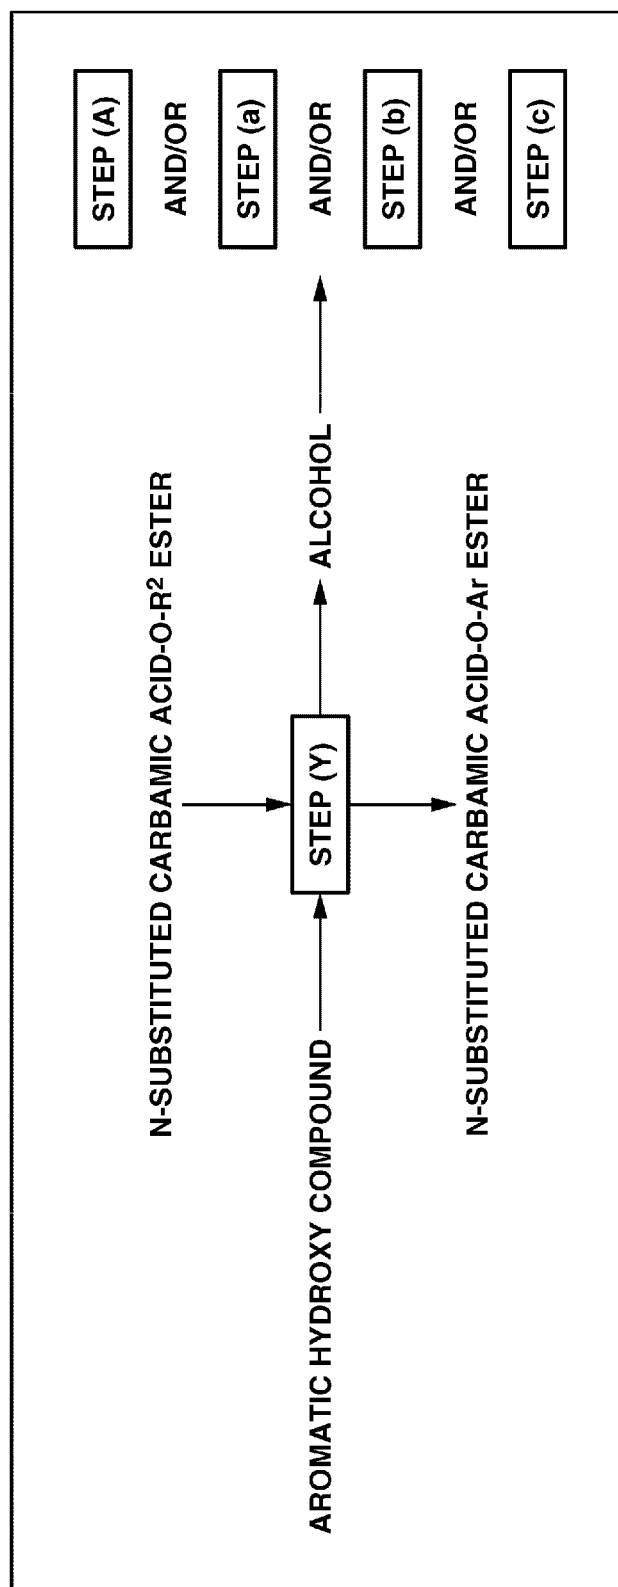 N-SUBSTITUTED CARBAMIC ACID-O-R² ESTER
AROMATIC HYDROXY COMPOUND
STEP (Y)
ALCOHOL
N-SUBSTITUTED CARBAMIC ACID-O-Ar ESTER
STEP (A)
AND/OR
STEP (a)
AND/OR
STEP (b)
AND/OR
STEP (c)